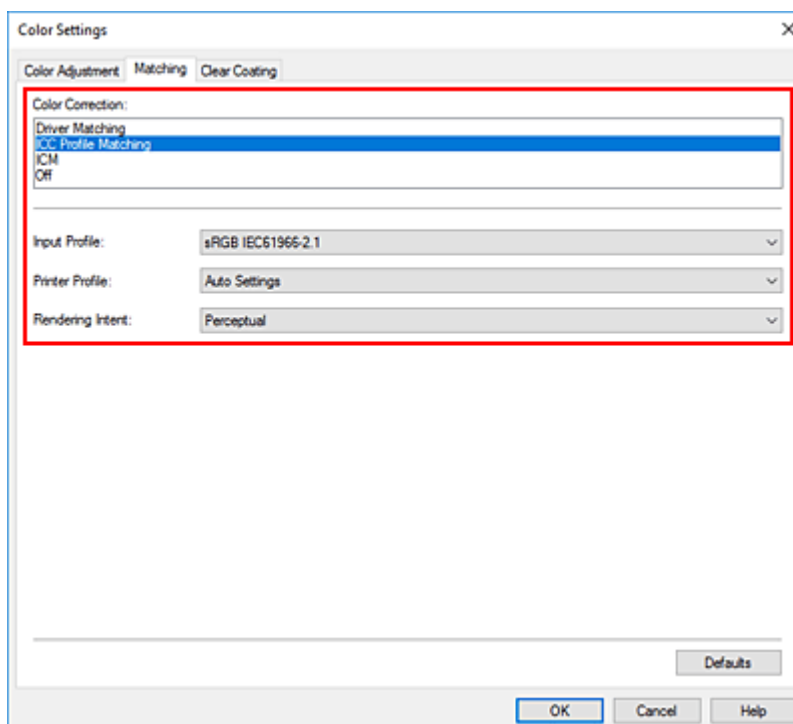 Color Settings
Color Adjustment Matching Clear Coating
Color Correction:
Driver Matching
ICC Profile Matching
ICM
Off
Input Profile: sRGB IEC61966-2.1
Printer Profile: Auto Settings
Rendering Intent: Perceptual
Defaults
OK Cancel Help